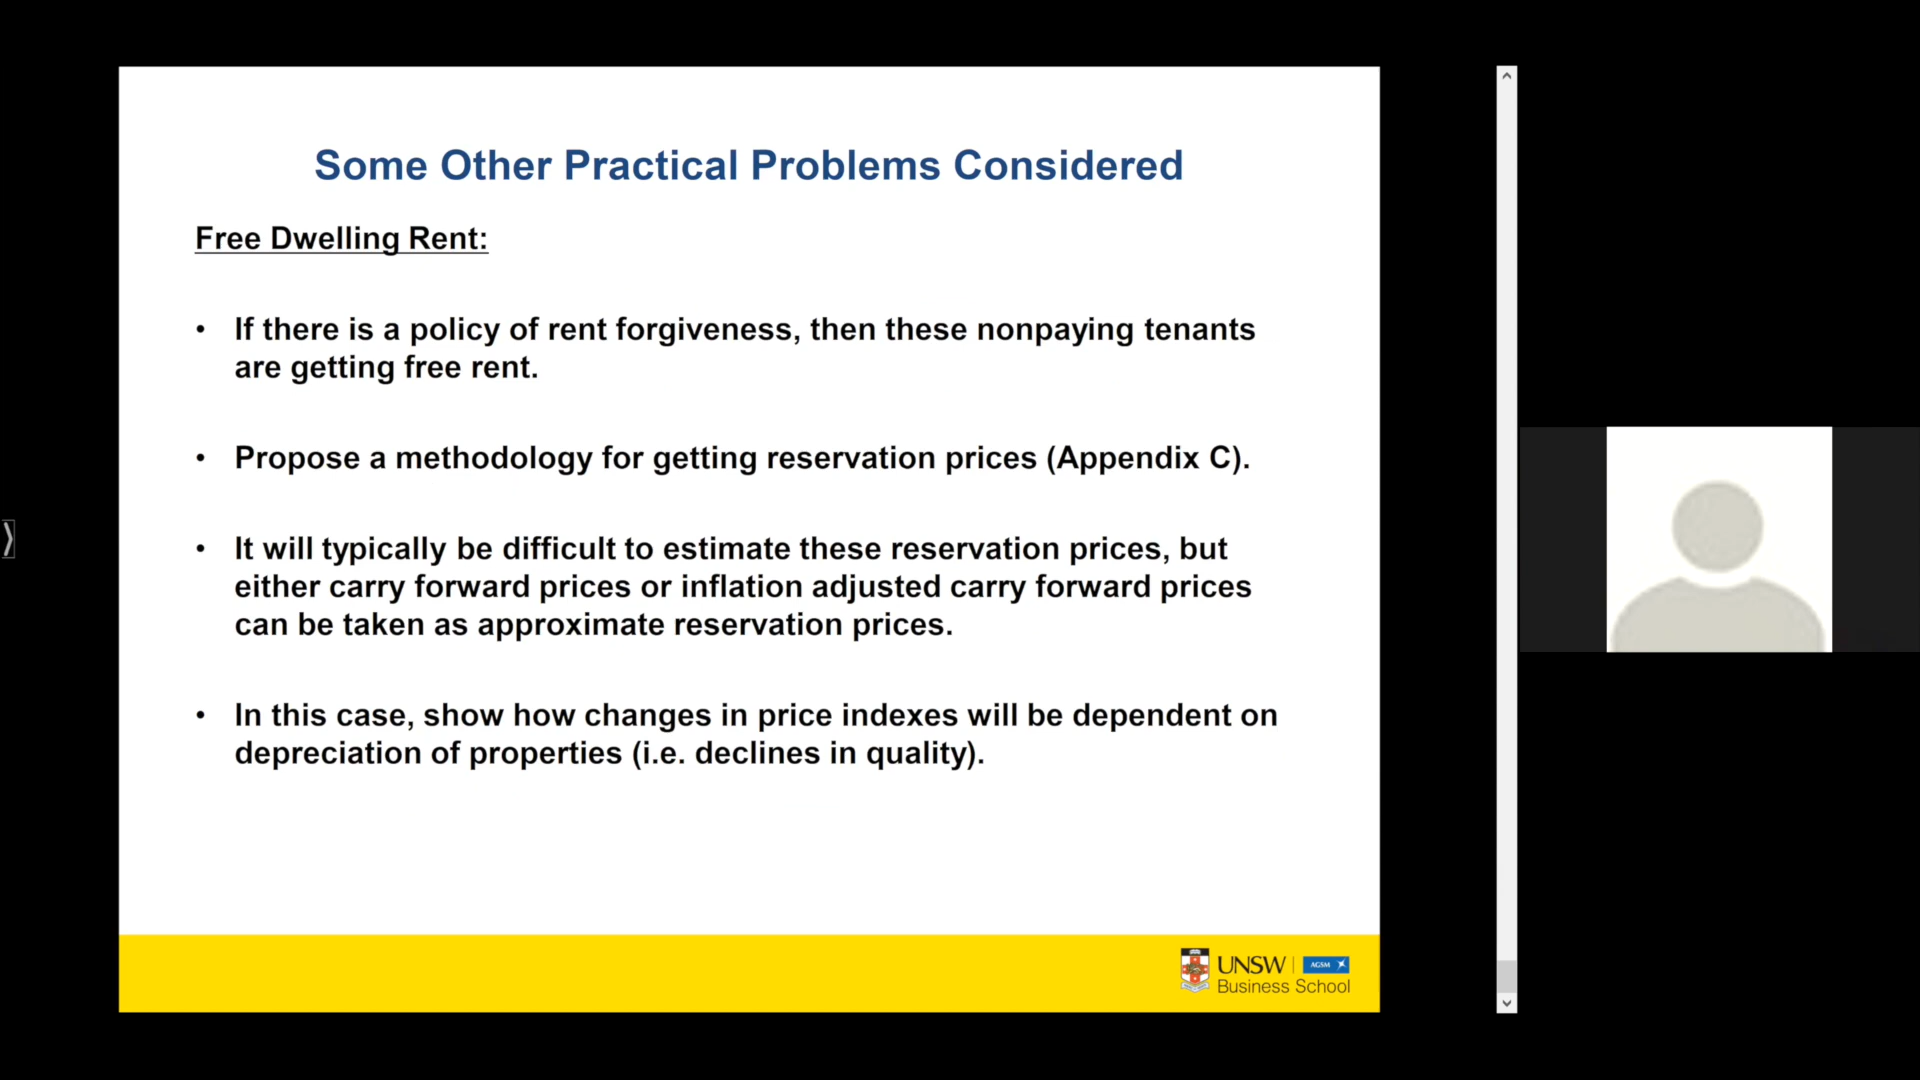 Some Other Practical Problems Considered
Free Dwelling Rent:
• If there is a policy of rent forgiveness, then these nonpaying tenants
are getting free rent.
• Propose a methodology for getting reservation prices (Appendix C).
• It will typically be difficult to estimate these reservation prices, but
either carry forward prices or inflation adjusted carry forward prices
can be taken as approximate reservation prices.
• In this case, show how changes in price indexes will be dependent on
depreciation of properties (i.e. declines in quality).
UNSW | AGSM
Business School